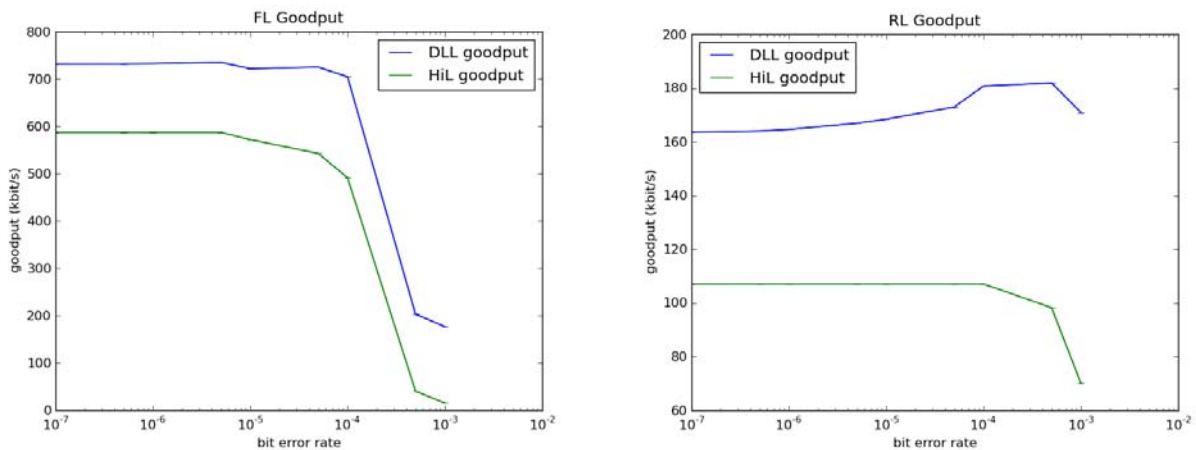 FL Goodput
800
700
600
500
400
300
200
100
0
goodput (kbit/s)
DLL goodput
HiL goodput
10-7
10-6
10-5
10-4
10-3
10-2
bit error rate
RL Goodput
200
180
160
140
120
100
80
60
goodput (kbit/s)
DLL goodput
HiL goodput
10-7
10-6
10-5
10-4
10-3
10-2
bit error rate